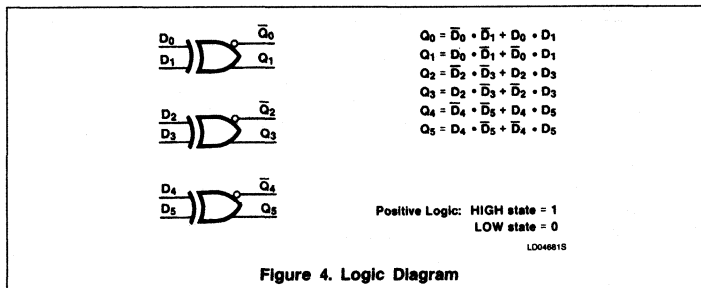 D₀ Q̅₀
D₁ Q₁
D₂ Q̅₂
D₃ Q₃
D₄ Q̅₄
D₅ Q₅
Q₀ = D̅₀ • D̅₁ + D₀ • D₁
Q₁ = D₀ • D̅₁ + D̅₀ • D₁
Q₂ = D̅₂ • D̅₃ + D₂ • D₃
Q₃ = D₂ • D̅₃ + D̅₂ • D₃
Q₄ = D̅₄ • D̅₅ + D₄ • D₅
Q₅ = D₄ • D̅₅ + D̅₄ • D₅
Positive Logic: HIGH state = 1
LOW state = 0
LD04681S
Figure 4. Logic Diagram